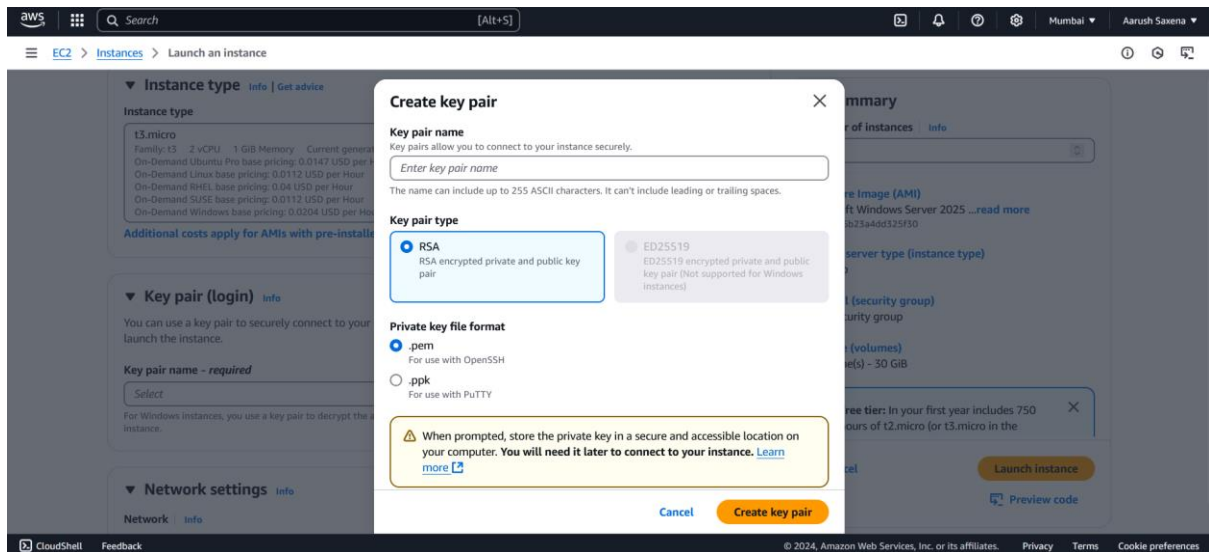 aws
Search
[Alt+S]
Mumbai ▼
Aarush Saxena ▼
EC2 > Instances > Launch an instance
▼ Instance type Info | Get advice
Instance type
t3.micro
Family: t3 2 vCPU 1 GiB Memory Current
On-Demand Ubuntu Pro base pricing: 0.0147 USD per
On-Demand Linux base pricing: 0.0112 USD per Hour
On-Demand RHEL base pricing: 0.04 USD per Hour
On-Demand SUSE base pricing: 0.0112 USD per Hour
On-Demand Windows base pricing: 0.0204 USD per
Additional costs apply for AMIs with
▼ Key pair (login) Info
You can use a key pair to securely connect to your
launch the instance.
Key pair name - required
Select
For Windows instances, you use a key pair to decrypt the
instance.
▼ Network settings Info
Network Info
Create key pair
Key pair name
Key pairs allow you to connect to your instance securely.
Enter key pair name
The name can include up to 255 ASCII characters. It can't include leading or trailing spaces.
Key pair type
RSA
RSA encrypted private and public key
pair
ED25519
ED25519 encrypted private and public
key pair (Not supported for Windows
instances)
Private key file format
.pem
For use with OpenSSH
.ppk
For use with PuTTY
When prompted, store the private key in a secure and accessible location on
your computer. You will need it later to connect to your instance. Learn
more
Cancel
Create key pair
of instances Info
Image (AMI)
Windows Server 2025 ...read more
server type (instance type)
(security group)
group
(volumes)
- 30 GiB
tier: In your first year includes 750
of t2.micro (or t3.micro in the
Launch instance
Preview code
CloudShell Feedback
© 2024, Amazon Web Services, Inc. or its affiliates. Privacy Terms Cookie preferences